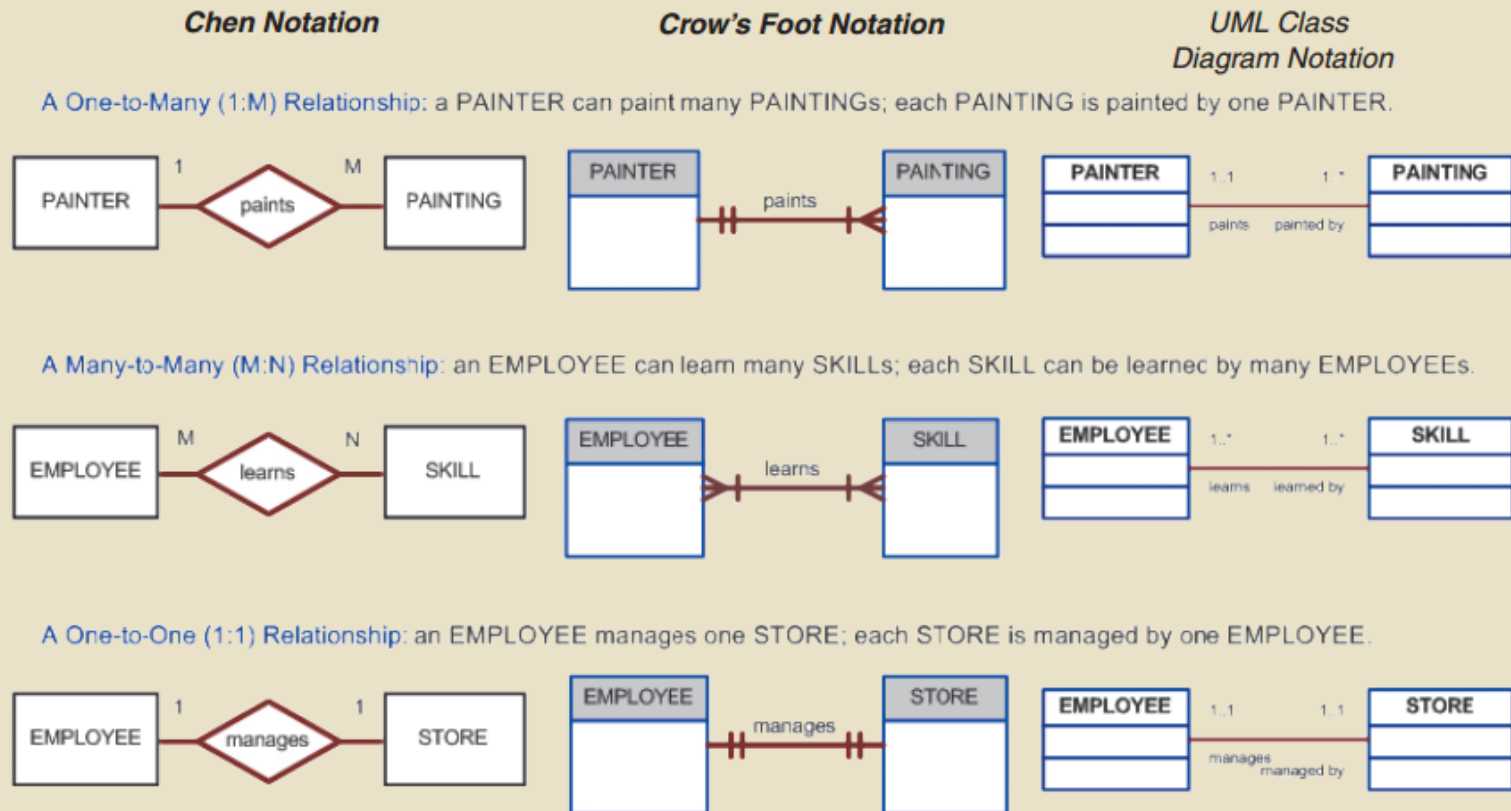 Chen Notation
Crow's Foot Notation
UML Class
Diagram Notation
A One-to-Many (1:M) Relationship: a PAINTER can paint many PAINTINGs; each PAINTING is painted by one PAINTER.
PAINTER
1
paints
M
PAINTING
PAINTER
paints
PAINTING
PAINTER
1..1
1..*
PAINTING
paints
painted by
A Many-to-Many (M:N) Relationship: an EMPLOYEE can learn many SKILLs; each SKILL can be learned by many EMPLOYEEs.
EMPLOYEE
M
learns
N
SKILL
EMPLOYEE
learns
SKILL
EMPLOYEE
1..*
1..*
SKILL
learns
learned by
A One-to-One (1:1) Relationship: an EMPLOYEE manages one STORE; each STORE is managed by one EMPLOYEE.
EMPLOYEE
1
manages
1
STORE
EMPLOYEE
manages
STORE
EMPLOYEE
1..1
1..1
STORE
manages
managed by